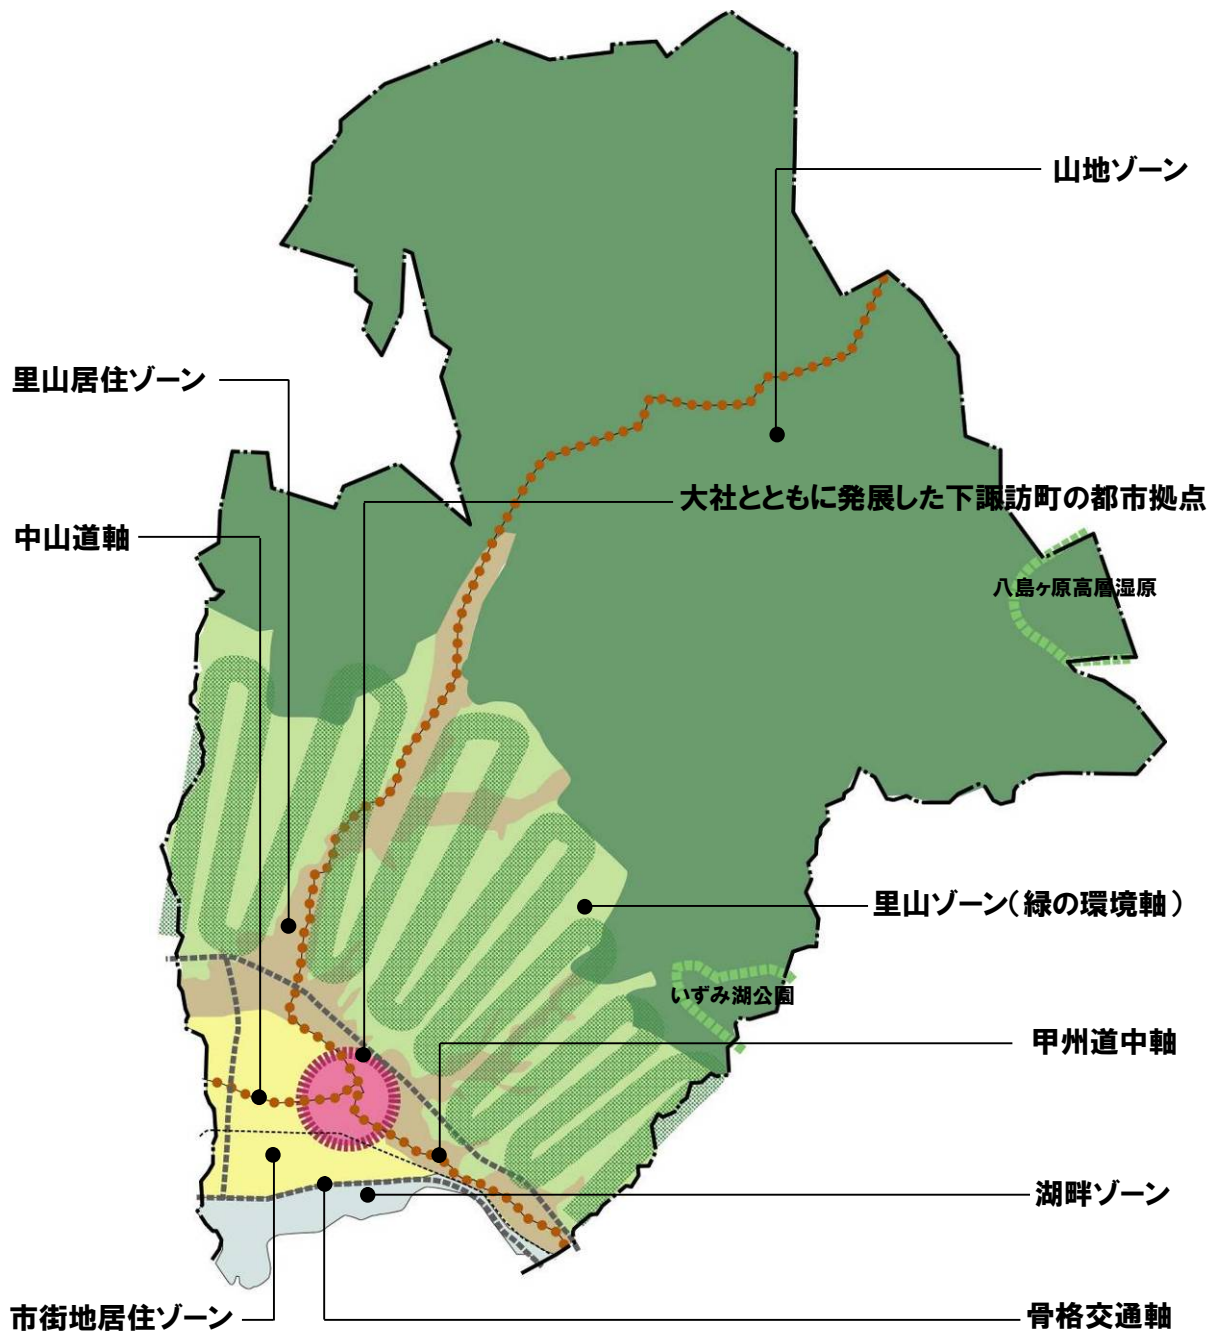 山地ゾーン
里山居住ゾーン
大社とともに発展した下諏訪町の都市拠点
中山道軸
八島ヶ原高層湿原
里山ゾーン(緑の環境軸)
いずみ湖公園
甲州道中軸
湖畔ゾーン
市街地居住ゾーン
骨格交通軸